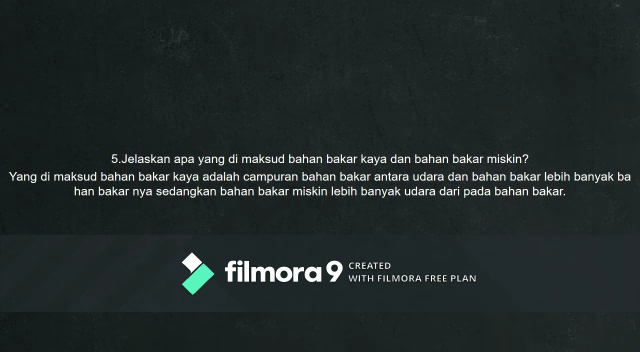 5.Jelaskan apa yang di maksud bahan bakar kaya dan bahan bakar miskin?
Yang di maksud bahan bakar kaya adalah campuran bahan bakar antara udara dan bahan bakar lebih banyak ba
han bakar nya sedangkan bahan bakar miskin lebih banyak udara dari pada bahan bakar.
filmora9 CREATED
WITH FILMORA FREE PLAN